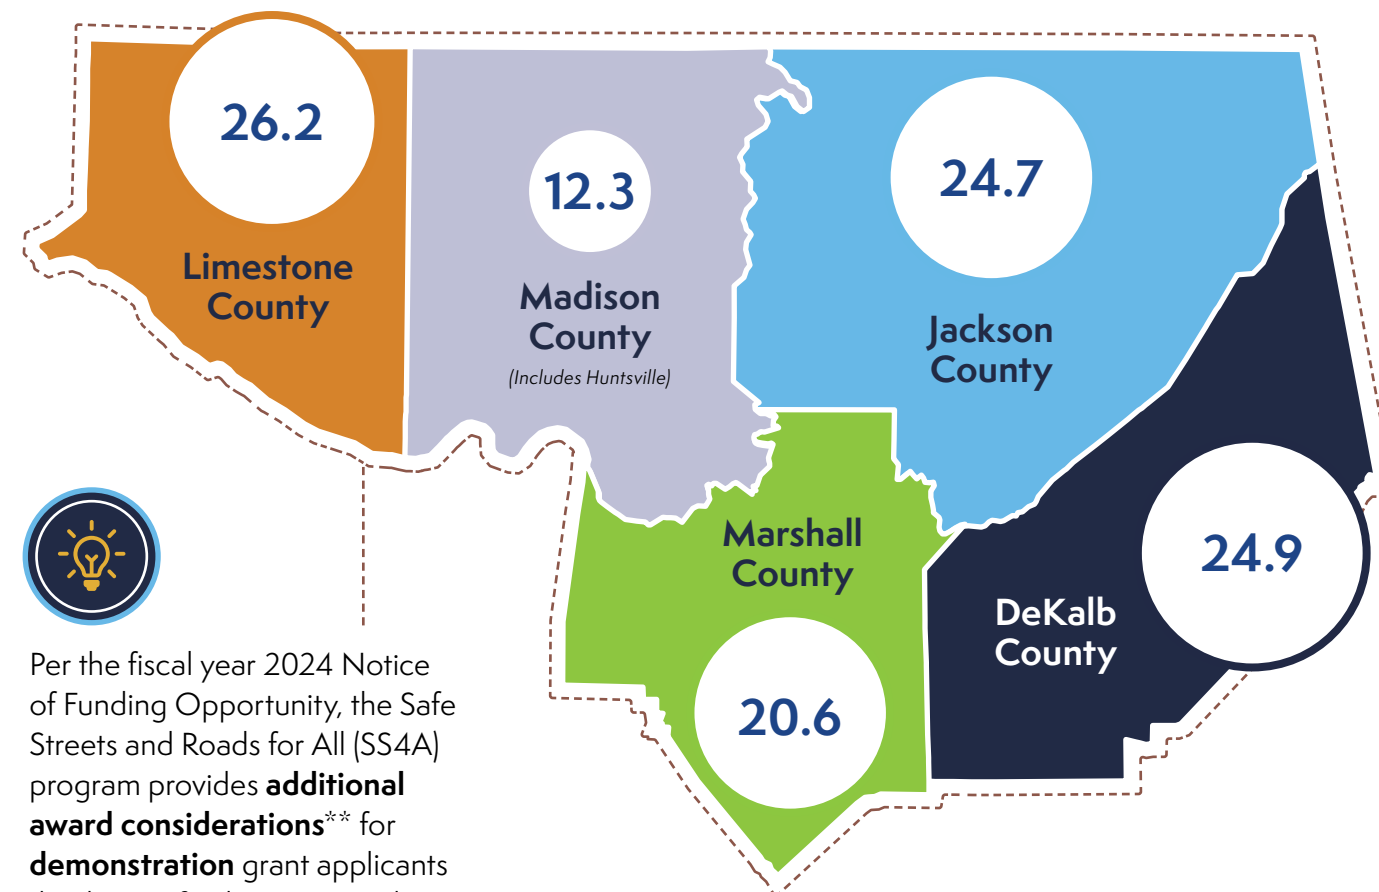 26.2
Limestone
County
12.3
Madison
County
(Includes Huntsville)
24.7
Jackson
County
Marshall
County
20.6
DeKalb
County
24.9
Per the fiscal year 2024 Notice
of Funding Opportunity, the Safe
Streets and Roads for All (SS4A)
program provides additional
award considerations** for
demonstration grant applicants